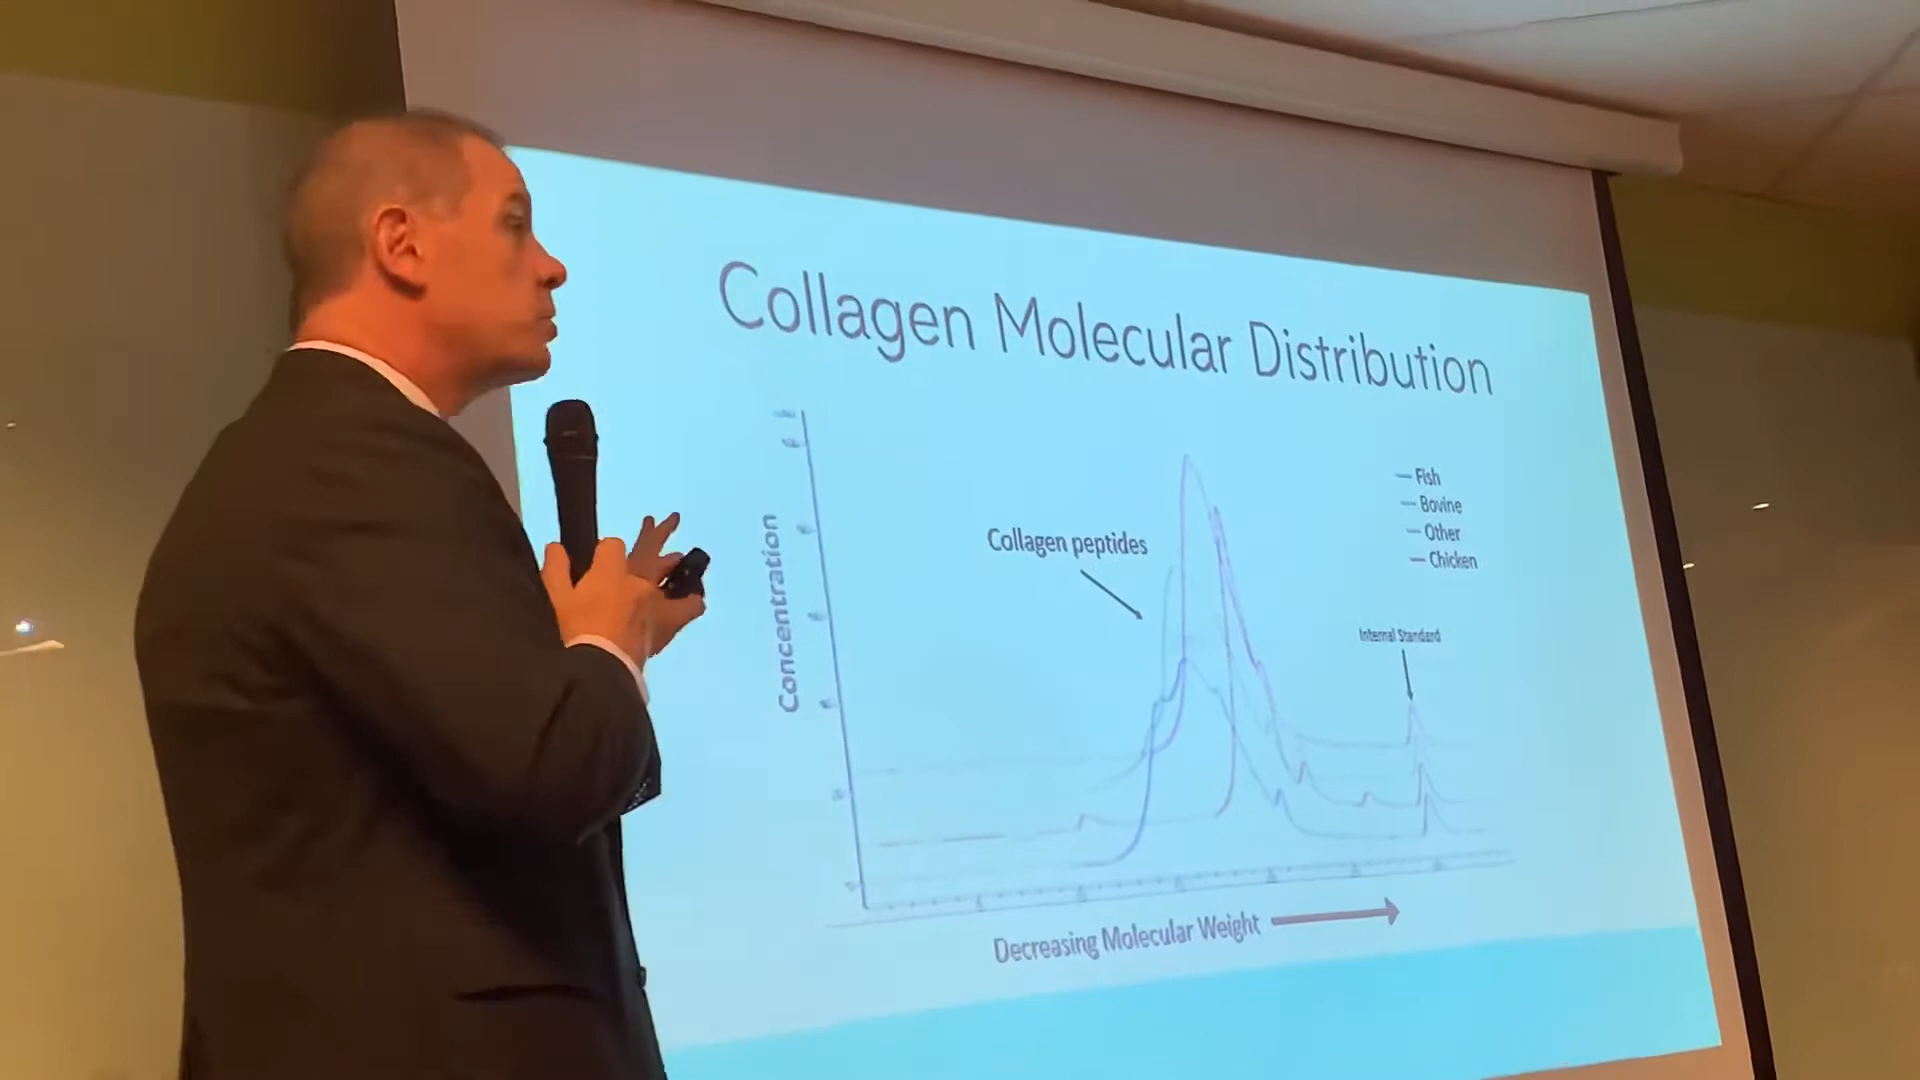 Collagen Molecular Distribution
Concentration
Collagen peptides
Fish
Bovine
Other
Chicken
Internal Standard
Decreasing Molecular Weight